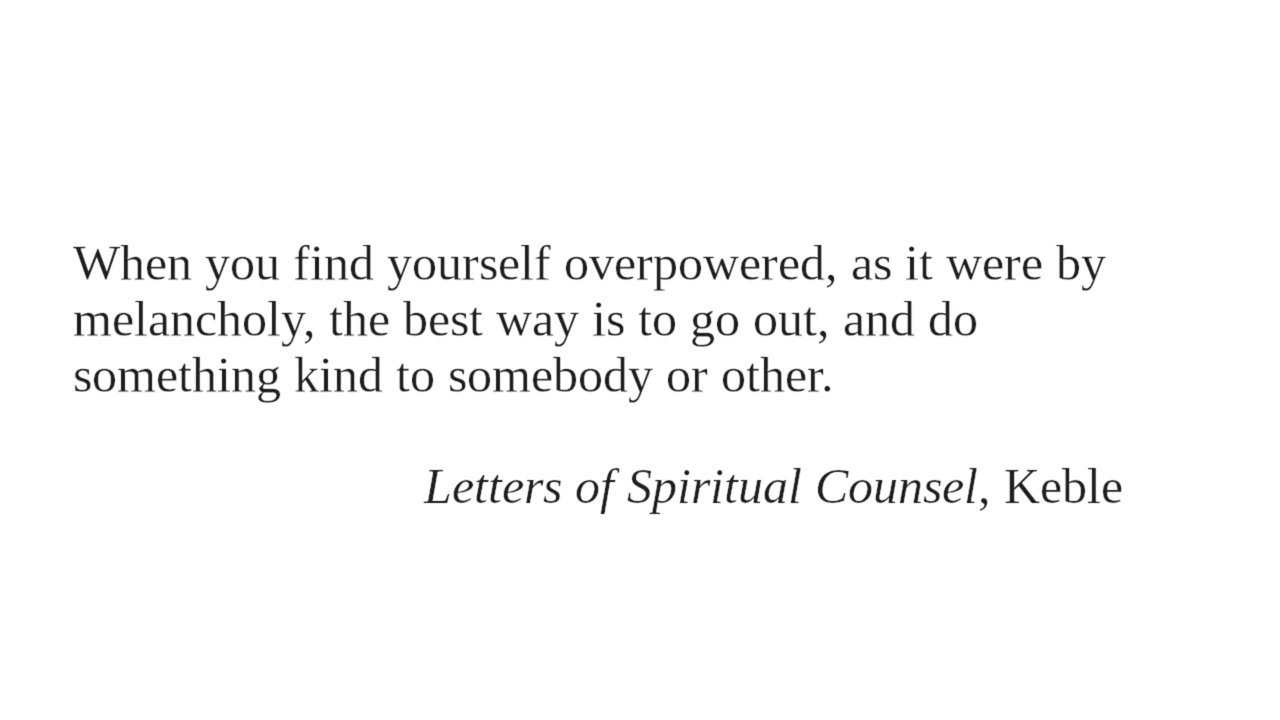 When you find yourself overpowered, as it were by
melancholy, the best way is to go out, and do
something kind to somebody or other.
Letters of Spiritual Counsel, Keble